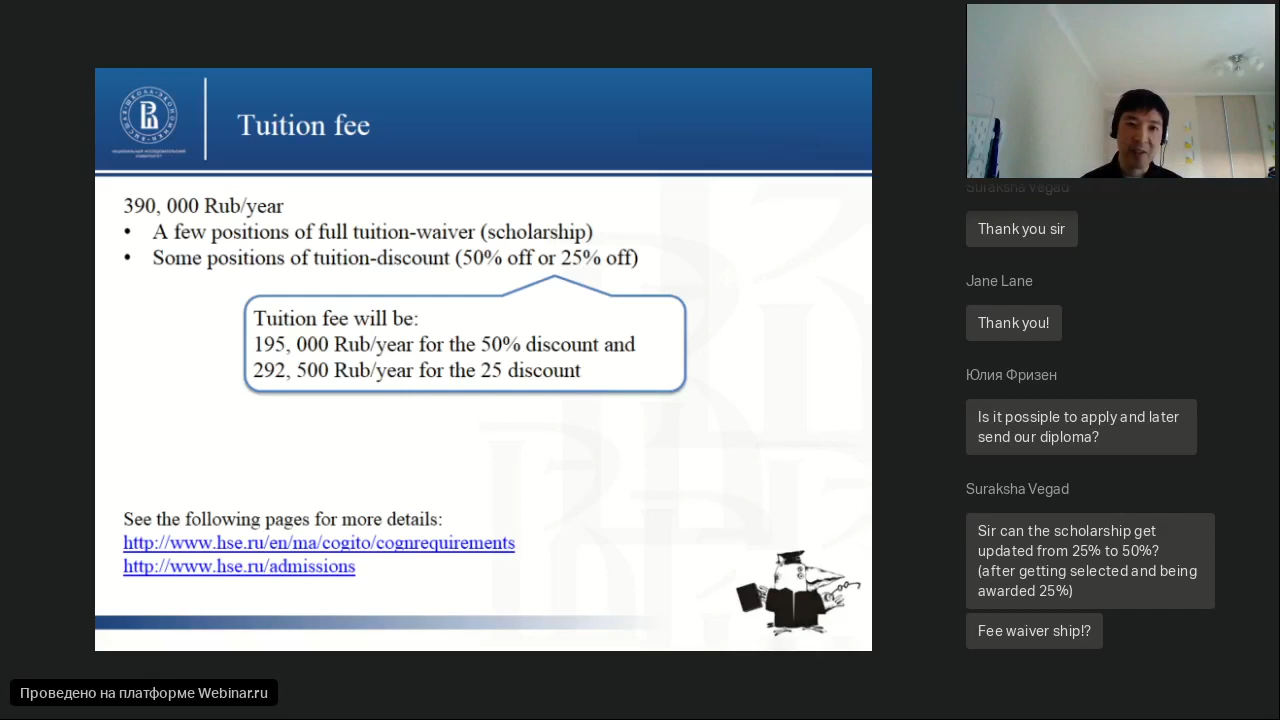 Tuition fee
390, 000 Rub/year
• A few positions of full tuition-waiver (scholarship)
• Some positions of tuition-discount (50% off or 25% off)
Tuition fee will be:
195, 000 Rub/year for the 50% discount and
292, 500 Rub/year for the 25 discount
See the following pages for more details:
http://www.hse.ru/en/ma/cogito/cognrequirements
http://www.hse.ru/admissions
Suraksha Vegad
Thank you sir
Jane Lane
Thank you!
Юлия Фризен
Is it possiple to apply and later
send our diploma?
Suraksha Vegad
Sir can the scholarship get
updated from 25% to 50%?
(after getting selected and being
awarded 25%)
Fee waiver ship!?
Проведено на платформе Webinar.ru